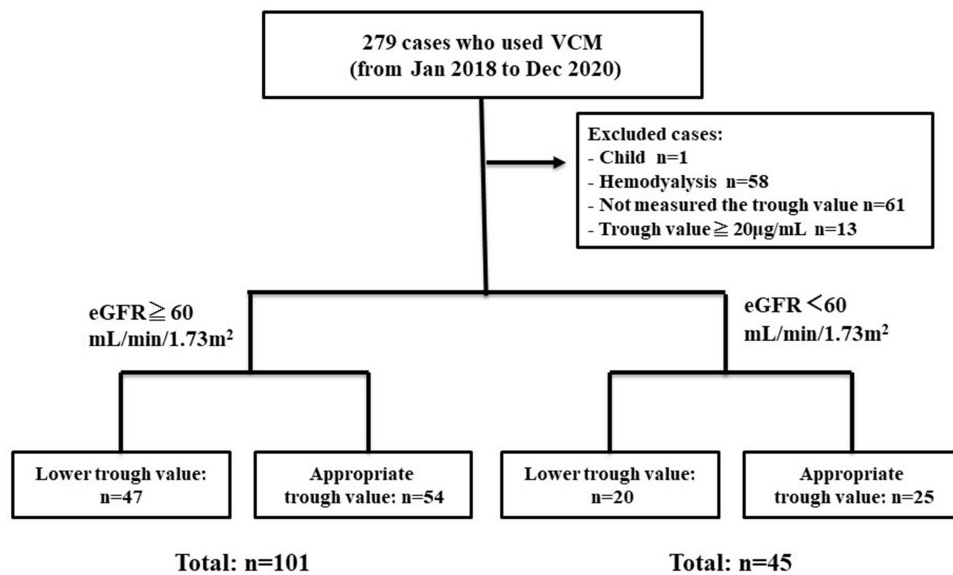 279 cases who used VCM
(from Jan 2018 to Dec 2020)
Excluded cases:
- Child n=1
- Hemodyalysis n=58
- Not measured the trough value n=61
- Trough value≧20μg/mL n=13
eGFR≧60
mL/min/1.73m²
eGFR<60
mL/min/1.73m²
Lower trough value:
n=47
Appropriate
trough value: n=54
Lower trough value:
n=20
Appropriate
trough value: n=25
Total: n=101
Total: n=45